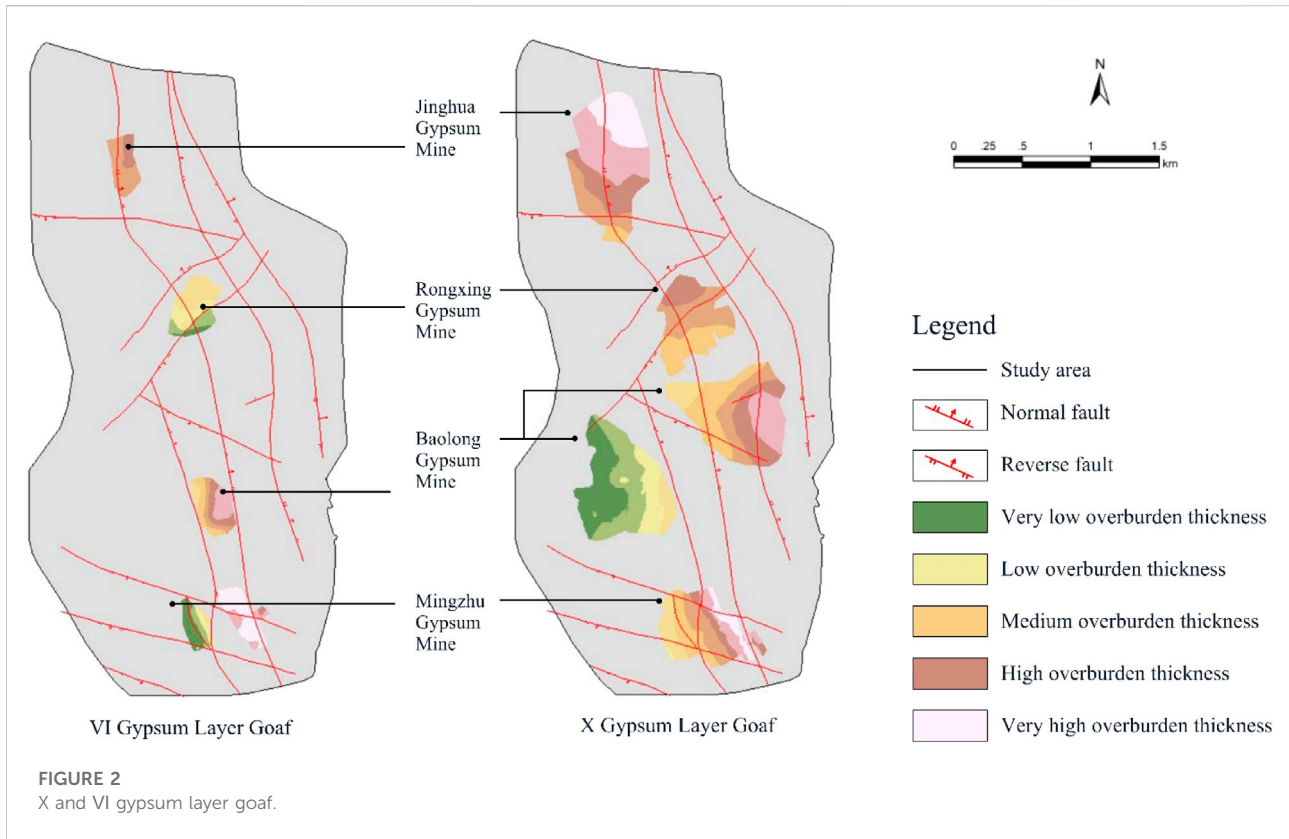 Jinghua
Gypsum
Mine
Rongxing
Gypsum
Mine
Baolong
Gypsum
Mine
Mingzhu
Gypsum
Mine
VI Gypsum Layer Goaf
X Gypsum Layer Goaf
N
0 .25 .5 1 1.5
km
Legend
Study area
Normal fault
Reverse fault
Very low overburden thickness
Low overburden thickness
Medium overburden thickness
High overburden thickness
Very high overburden thickness
FIGURE 2
X and VI gypsum layer goaf.